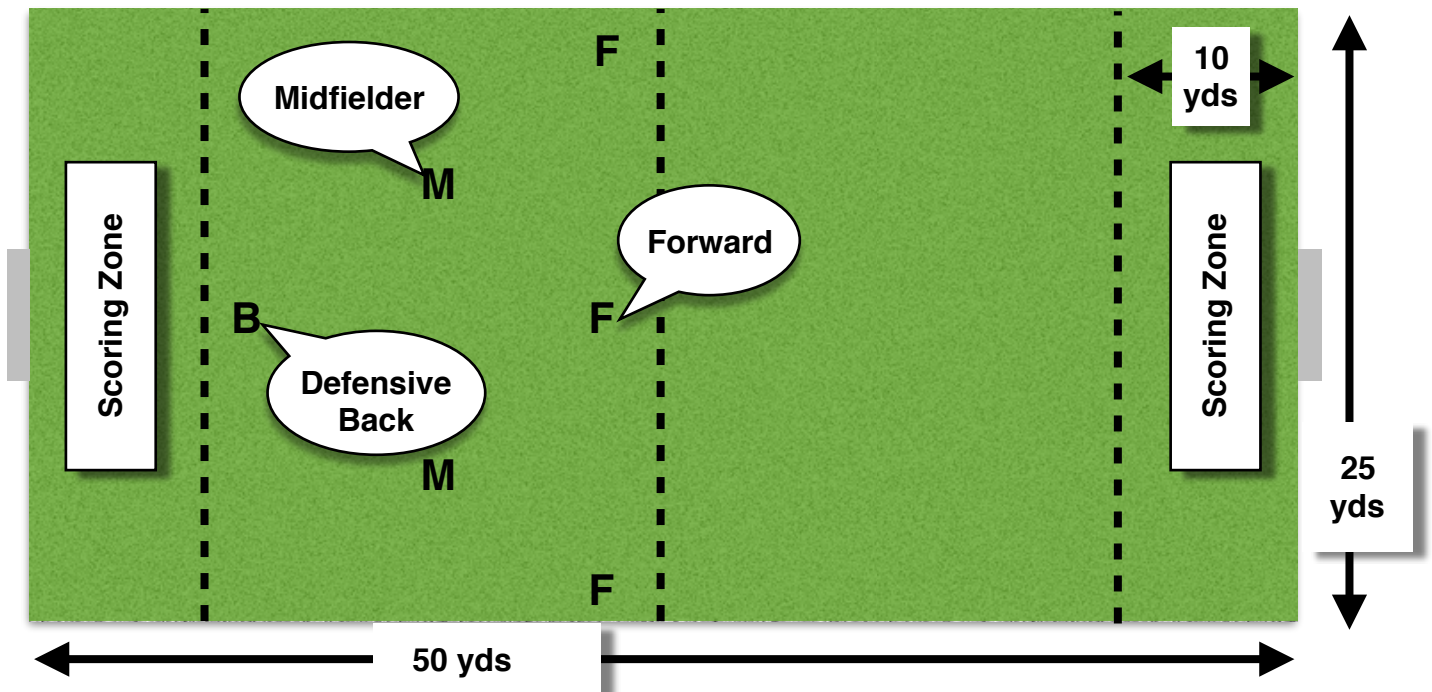 F
10
yds
Midfielder
M
Forward
Scoring Zone
Scoring Zone
B
F
Defensive
Back
M
25
yds
F
50 yds